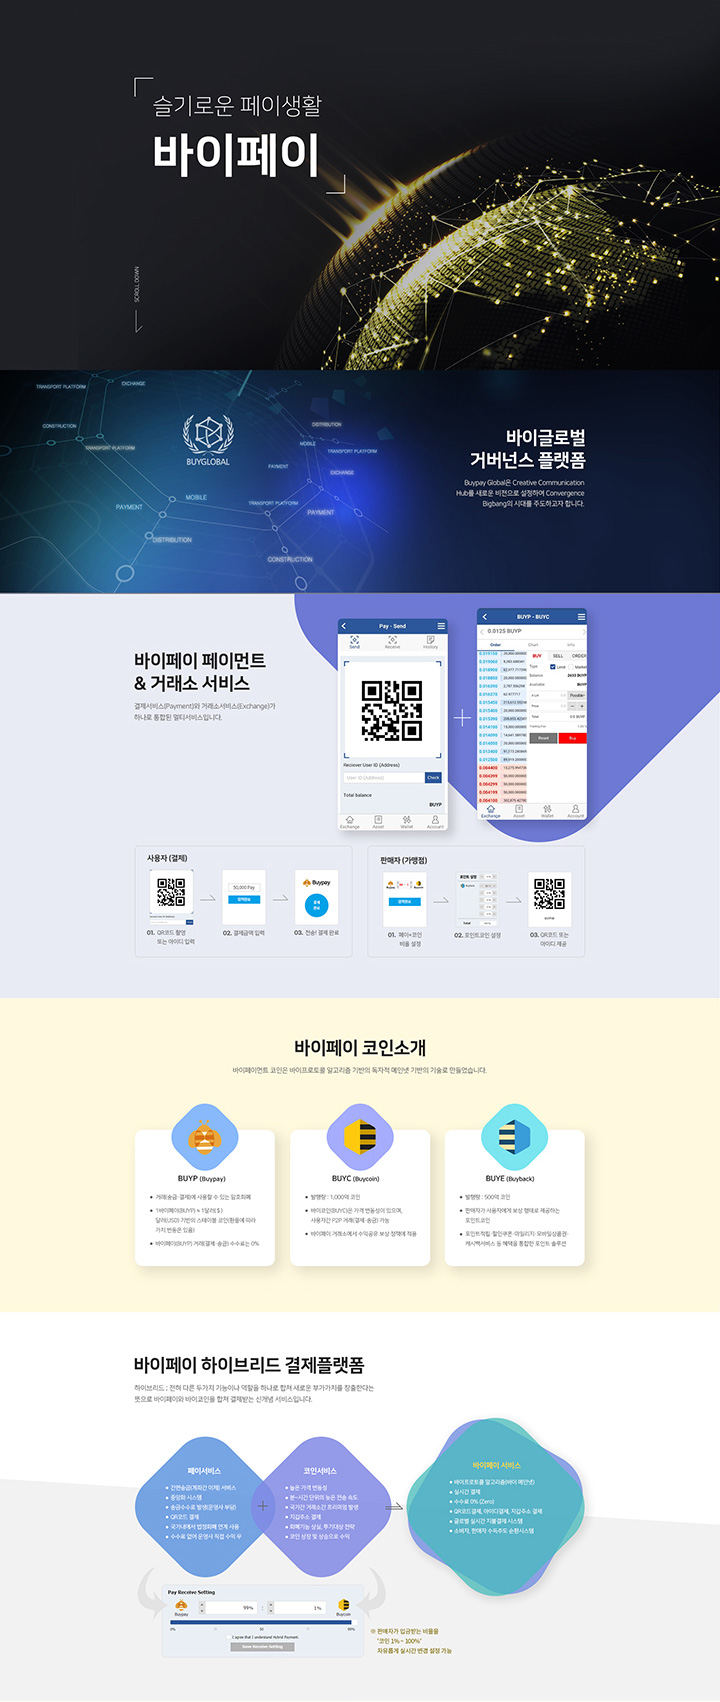 슬기로운 페이생활
바이페이
SCROLL DOWN
TRANSPORT PLATFORM
EXCHANGE
CONSTRUCTION
DISTRIBUTION
TRANSPORT PLATFORM
MOBILE
TRANSPORT PLATFORM
BUYGLOBAL
PAYMENT
EXCHANGE
MOBILE
PAYMENT
TRANSPORT PLATFORM
PAYMENT
DISTRIBUTION
CONSTRUCTION
바이글로벌
거버넌스 플랫폼
Buypay Global은 Creative Communication
Hub를 새로운 비전으로 설정하여 Convergence
Bigbang의 시대를 주도하고자 합니다.
바이페이 페이먼트
& 거래소 서비스
결제서비스(Payment)와 거래소서비스(Exchange)가
하나로 통합된 멀티서비스입니다.
Pay - Send
Send Receive History
Reciever User ID (Address)
User ID (Address) Check
Total balance
BUYP
Exchange Asset Wallet Account
BUYP - BUYC
0.0125 BUYP
Order Chart Info
BUY SELL ORDER
Type Limit Market
Balance 2633 BUYP
Available BUYP
Total 0.0 BUYP
Reset Buy
Exchange Asset Wallet Account
사용자 (결제)
50,000 Pay
Buypay
01. QR코드 촬영
또는 아이디 입력
02. 결제금액 입력
03. 전송! 결제 완료
판매자 (가맹점)
포인트 설정
Total
01. 페이+코인
비율 설정
02. 포인트코인 설정
03. QR코드 또는
아이디 제공
바이페이 코인소개
바이페이먼트 코인은 바이프로토콜 알고리즘 기반의 독자적 메인넷 기반의 기술로 만들었습니다.
BUYP (Buypay)
거래(송금·결제)에 사용할 수 있는 암호화폐
1바이페이(BUYP) ≒ 1달러($)
달러(USD) 기반의 스테이블 코인(환율에 따라
가치 변동은 있음)
바이페이(BUYP) 거래(결제·송금) 수수료는 0%
BUYC (Buycoin)
발행량 : 1,000억 코인
바이코인(BUYC)은 가격 변동성이 있으며,
사용자간 P2P 거래(결제·송금) 가능
바이페이 거래소에서 수익공유 보상 정책에 적용
BUYE (Buyback)
발행량 : 500억 코인
판매자가 사용자에게 보상 형태로 제공하는
포인트코인
포인트적립·할인쿠폰·마일리지·모바일상품권·
캐시백서비스 등 혜택을 통합한 포인트 솔루션
바이페이 하이브리드 결제플랫폼
하이브리드 : 전혀 다른 두가지 기능이나 역할을 하나로 합쳐 새로운 부가가치를 창출한다는
뜻으로 바이페이와 바이코인을 합쳐 결제받는 신개념 서비스입니다.
페이서비스
간편송금(계좌간 이체) 서비스
중앙화 시스템
송금수수료 발생(운영사 부담)
QR코드 결제
국가내에서 법정화폐 연계 사용
수수료 없어 운영사 직접 수익 무
코인서비스
높은 가격 변동성
분~시간 단위의 늦은 전송 속도
국가간 거래소간 프리미엄 발생
지갑주소 결제
화폐기능 상실, 투기대상 전락
코인 상장 및 상승으로 수익
바이페이 서비스
바이프로토콜 알고리즘(바이 메인넷)
실시간 결제
수수료 0% (Zero)
QR코드결제, 아이디결제, 지갑주소 결제
글로벌 실시간 지불결제 시스템
소비자, 판매자 수득주도 순환시스템
Pay Receive Setting
Buypay 99% : 1% Buycoin
I agree that I understand Hybrid Payment.
Save Receive Setting
※ 판매자가 입금받는 비율을
"코인 1% ~ 100%"
자유롭게 실시간 변경 설정 가능